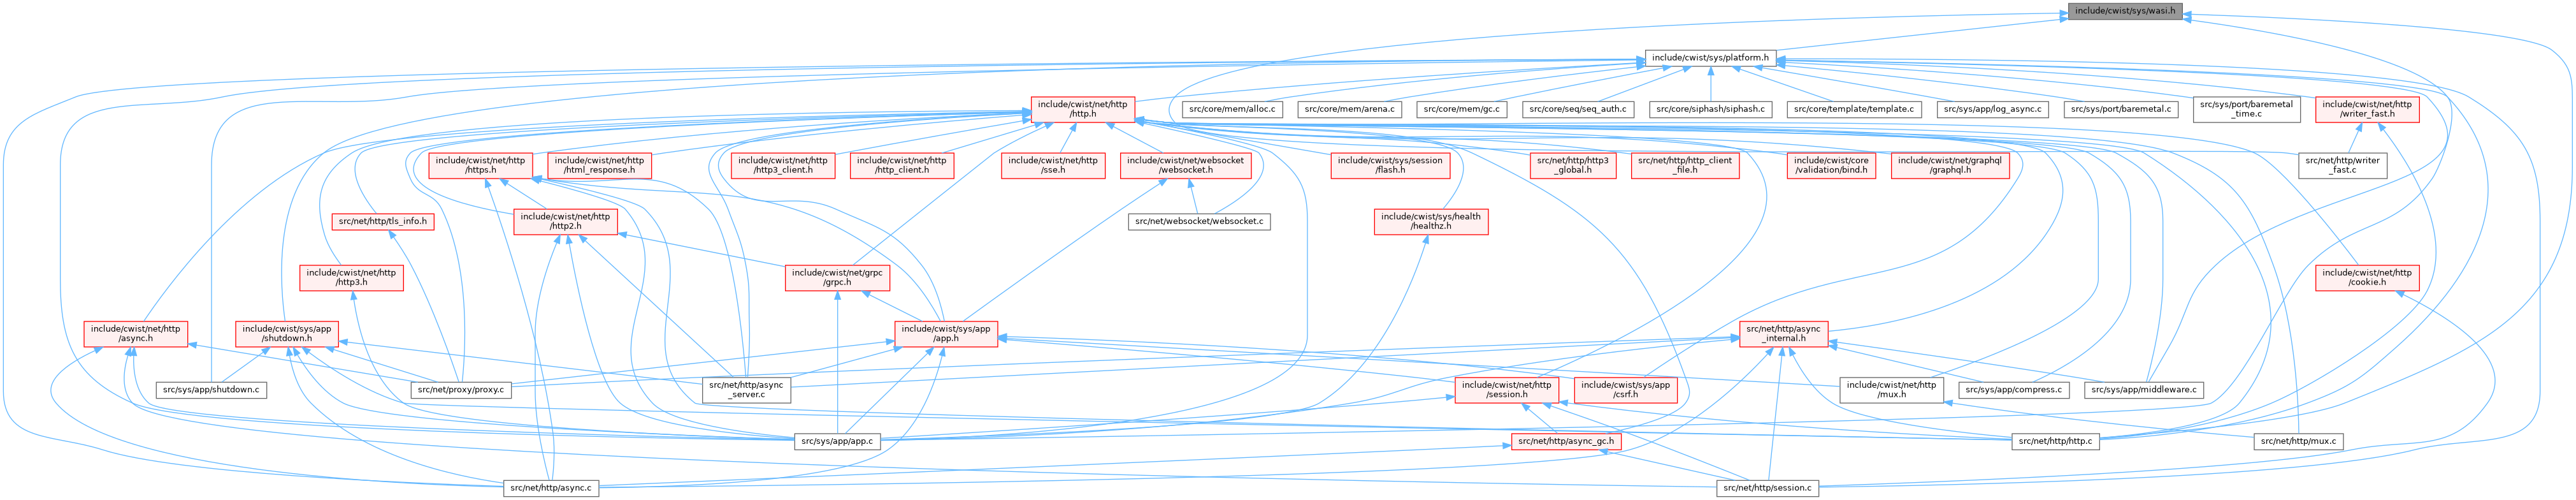 include/cwist/sys/wasi.h
include/cwist/sys/platform.h
include/cwist/net/http
/http.h
src/core/mem/alloc.c
src/core/mem/arena.c
src/core/mem/gc.c
src/core/seq/seq_auth.c
src/core/siphash/siphash.c
src/core/template/template.c
src/sys/app/log_async.c
src/sys/port/baremetal.c
src/sys/port/baremetal
_time.c
include/cwist/net/http
/writer_fast.h
include/cwist/net/http
/https.h
include/cwist/net/http
/html_response.h
include/cwist/net/http
/http3_client.h
include/cwist/net/http
/http_client.h
include/cwist/net/http
/sse.h
include/cwist/net/websocket
/websocket.h
include/cwist/sys/session
/flash.h
src/net/http/http3
_global.h
src/net/http/http_client
_file.h
include/cwist/core
/validation/bind.h
include/cwist/net/graphql
/graphql.h
src/net/http/writer
_fast.c
src/net/http/tls_info.h
include/cwist/net/http
/http2.h
src/net/websocket/websocket.c
include/cwist/sys/health
/healthz.h
include/cwist/net/http
/http3.h
include/cwist/net/grpc
/grpc.h
include/cwist/net/http
/cookie.h
include/cwist/net/http
/async.h
include/cwist/sys/app
/shutdown.h
include/cwist/sys/app
/app.h
src/net/http/async
_internal.h
src/sys/app/shutdown.c
src/net/proxy/proxy.c
src/net/http/async
_server.c
include/cwist/net/http
/session.h
include/cwist/sys/app
/csrf.h
include/cwist/net/http
/mux.h
src/sys/app/compress.c
src/sys/app/middleware.c
src/sys/app/app.c
src/net/http/async_gc.h
src/net/http/http.c
src/net/http/mux.c
src/net/http/async.c
src/net/http/session.c